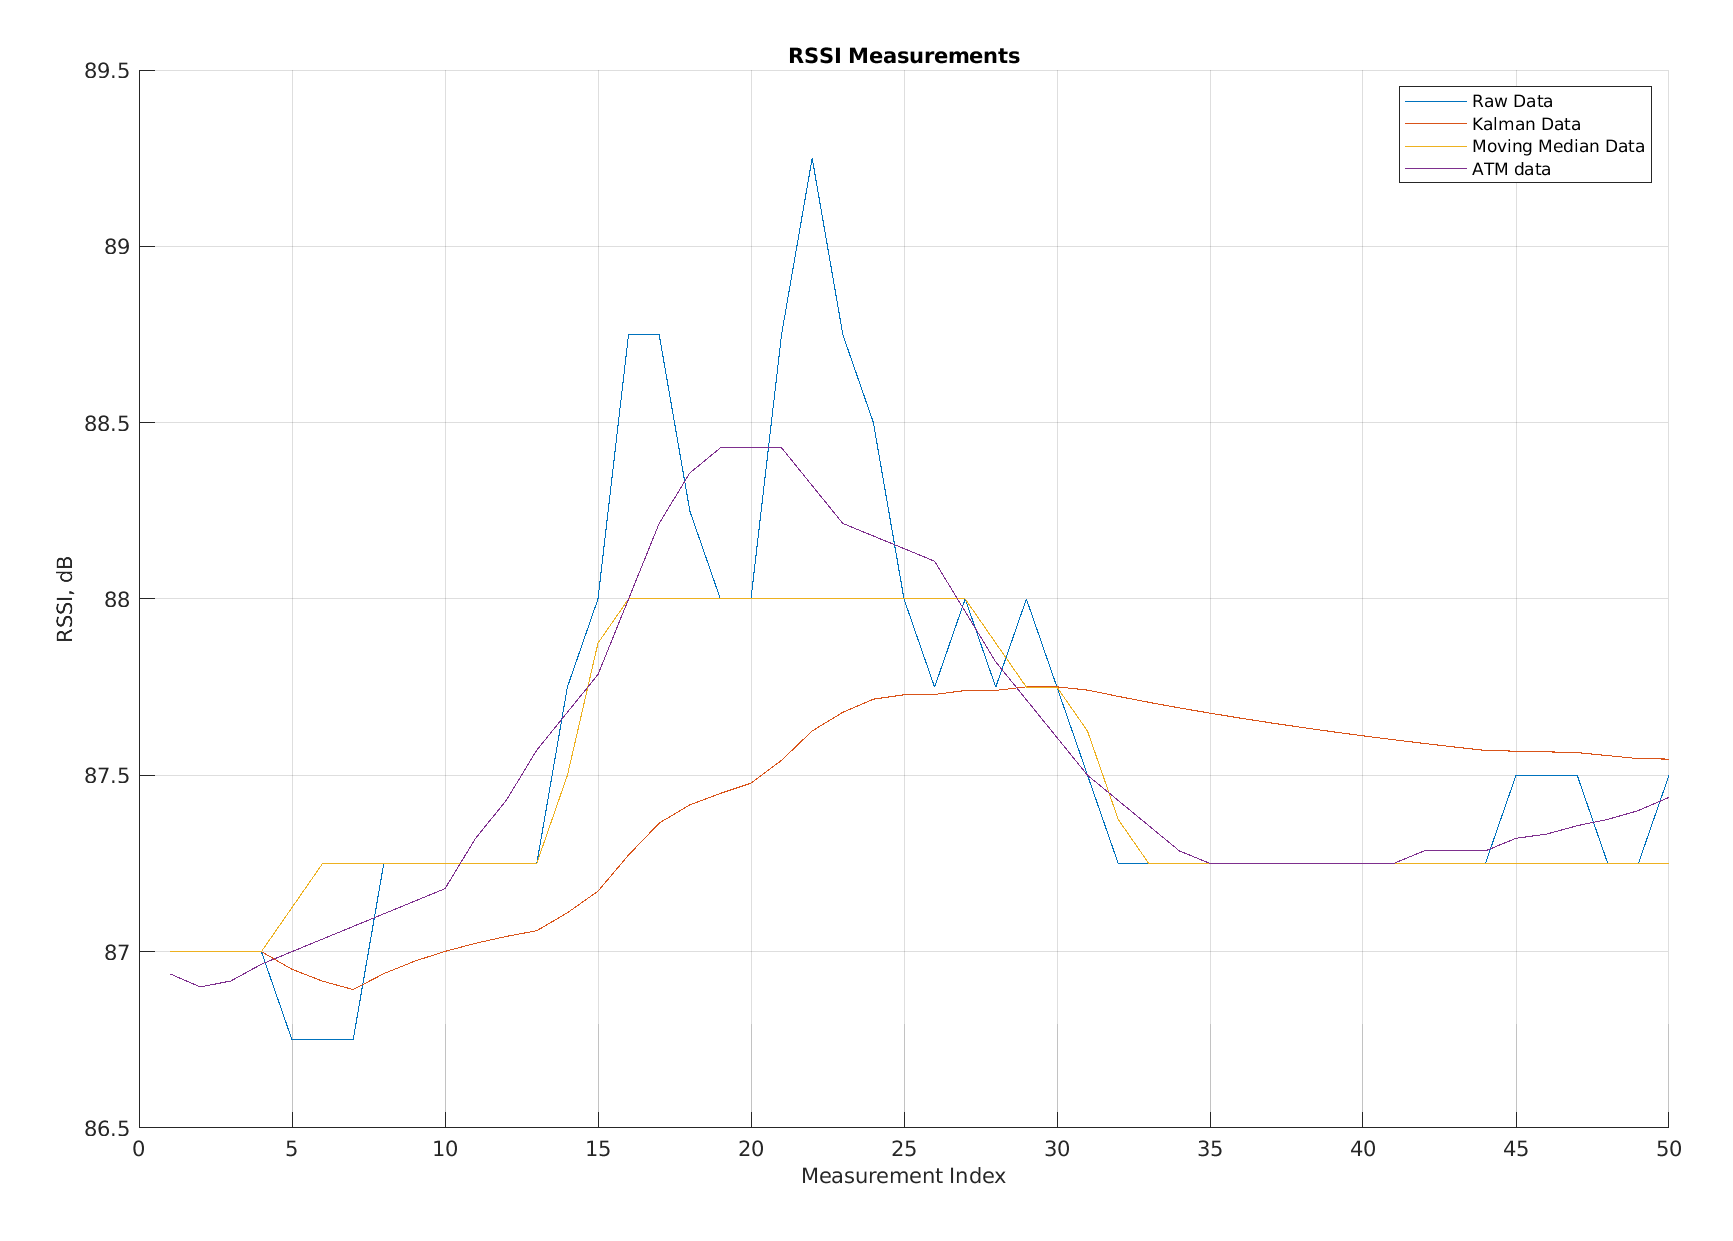 RSSI Measurements
89.5
89
88.5
88
87.5
87
86.5
RSSI, dB
0 5 10 15 20 25 30 35 40 45 50
Measurement Index
Raw Data
Kalman Data
Moving Median Data
ATM data